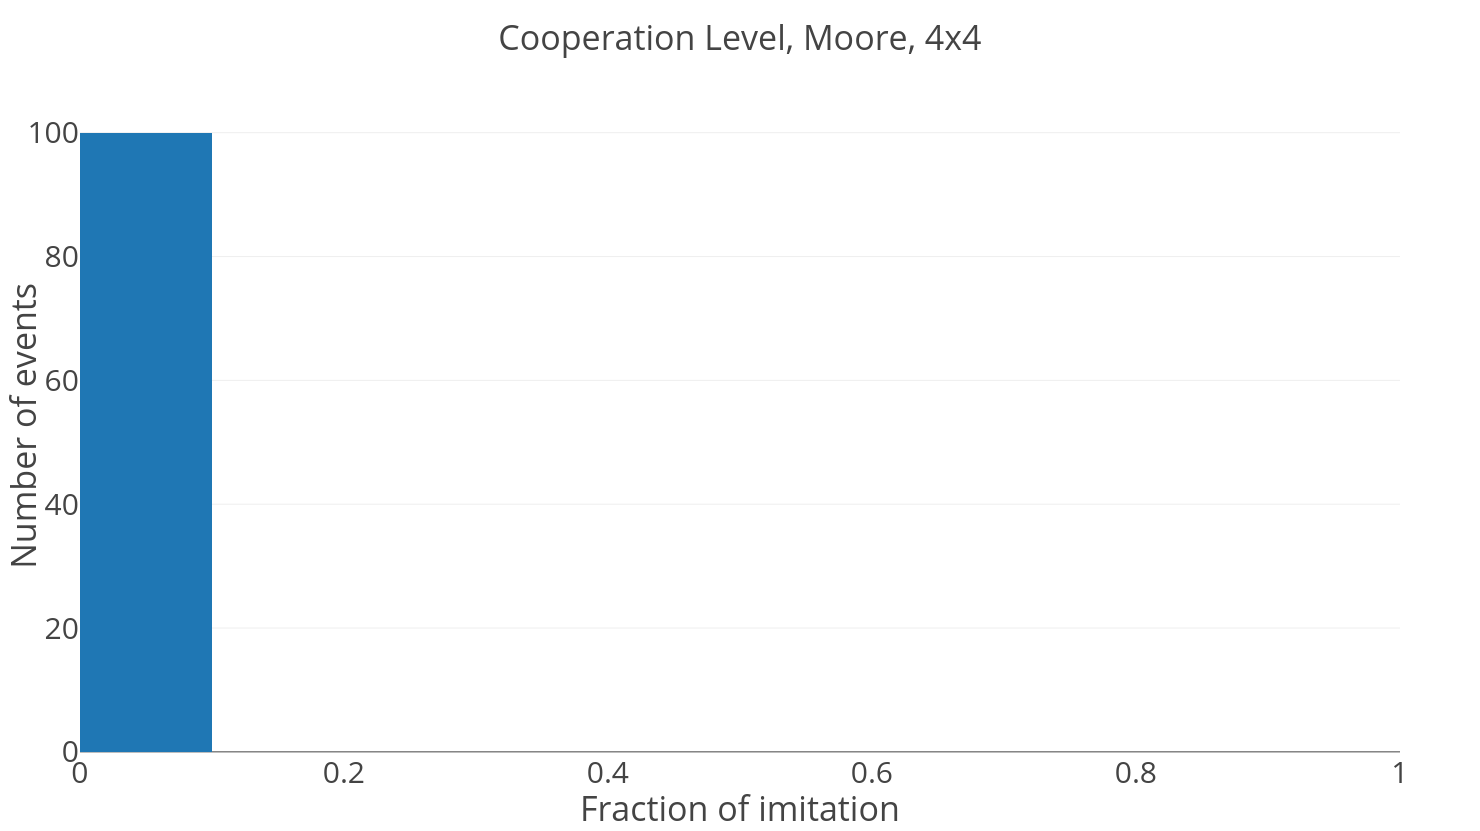 Cooperation Level, Moore, 4x4
Number of events
100
80
60
40
20
0
0 0.2 0.4 0.6 0.8 1
Fraction of imitation